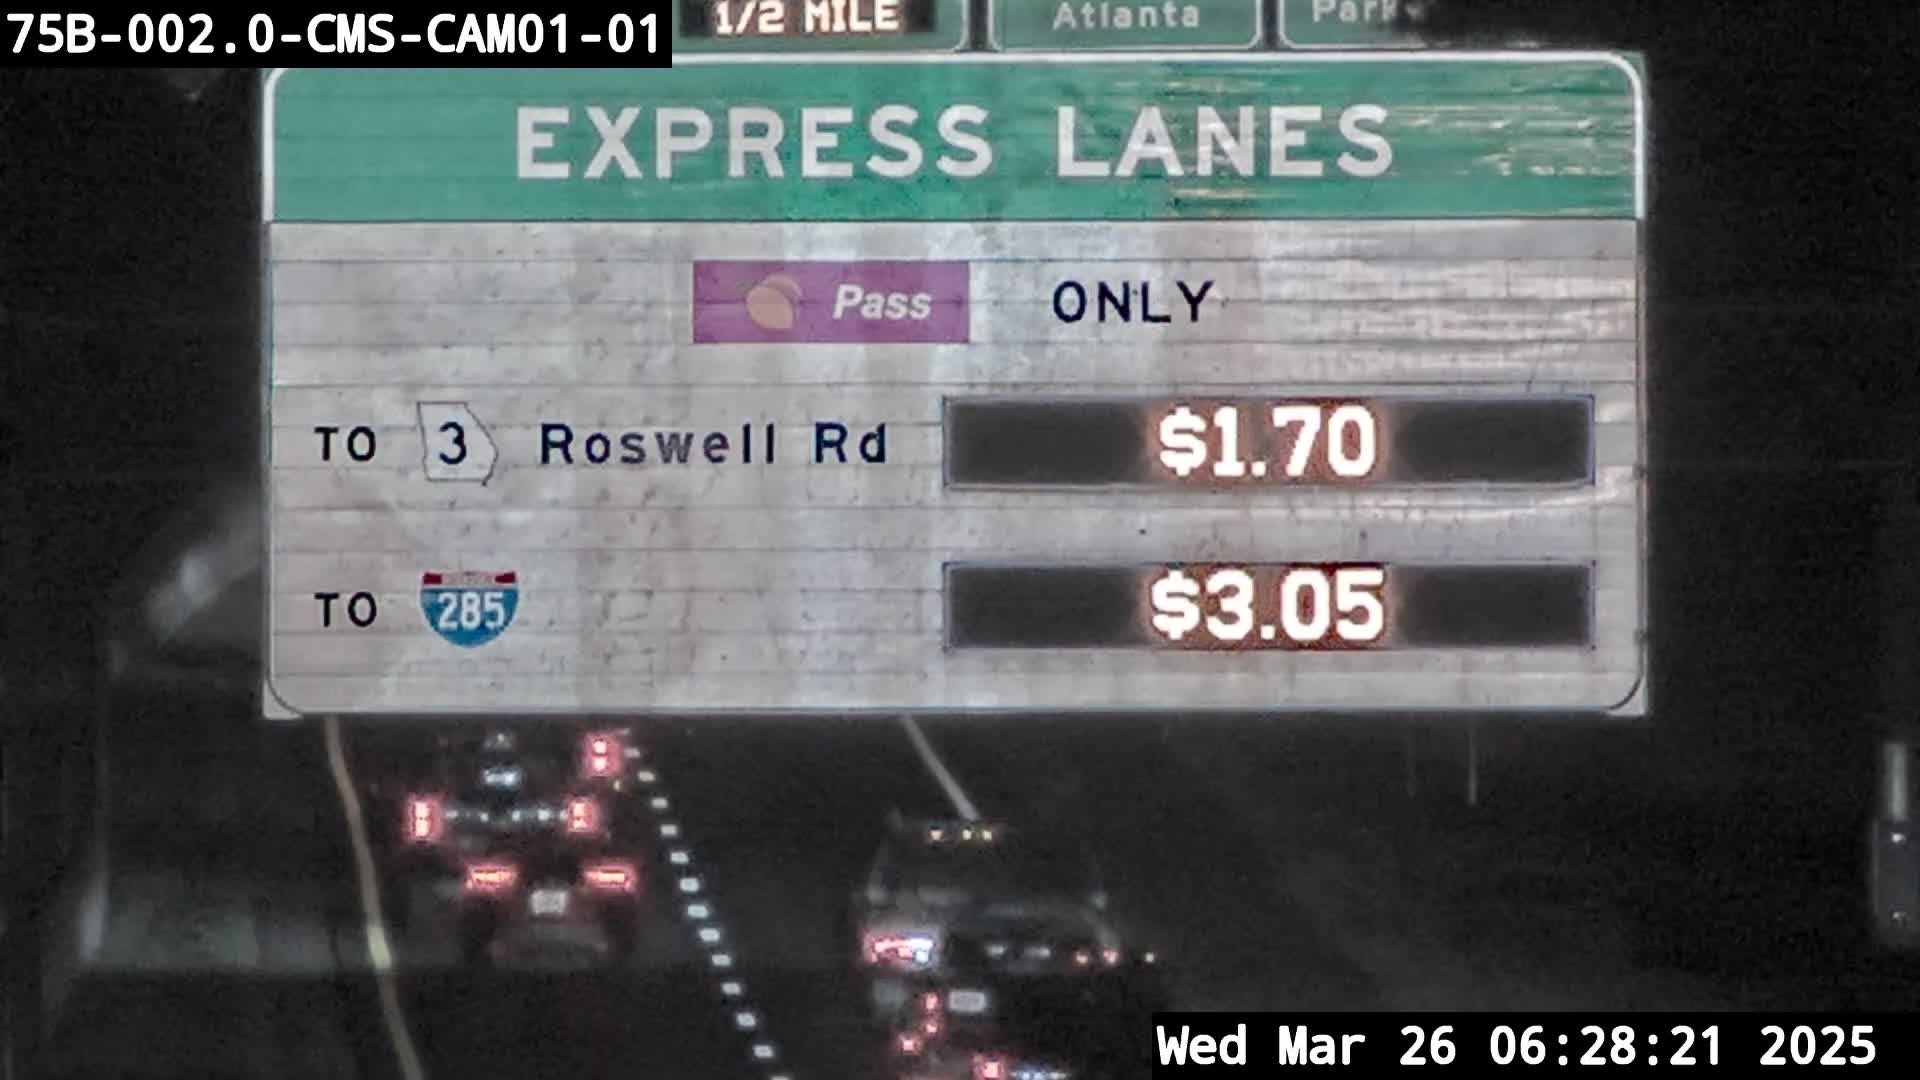 75B-002.0-CMS-CAM01-01
1/2 MILE
Atlanta
Park
EXPRESS LANES
Pass ONLY
TO 3 Roswell Rd $1.70
TO 285 $3.05
Wed Mar 26 06:28:21 2025